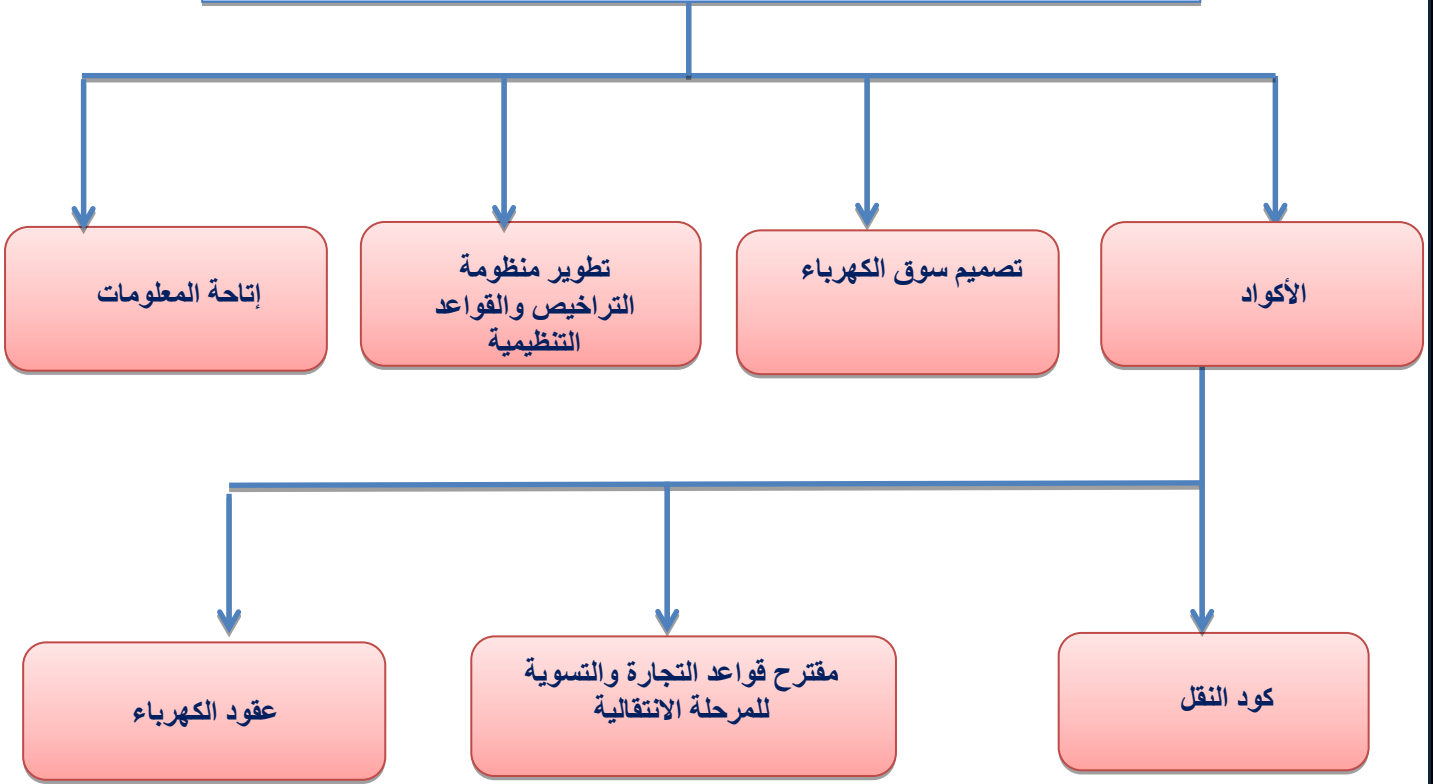 الأكواد
تصميم سوق الكهرباء
تطوير منظومة
التراخيص والقواعد
التنظيمية
إتاحة المعلومات
كود النقل
مقترح قواعد التجارة والتسوية
للمرحلة الانتقالية
عقود الكهرباء